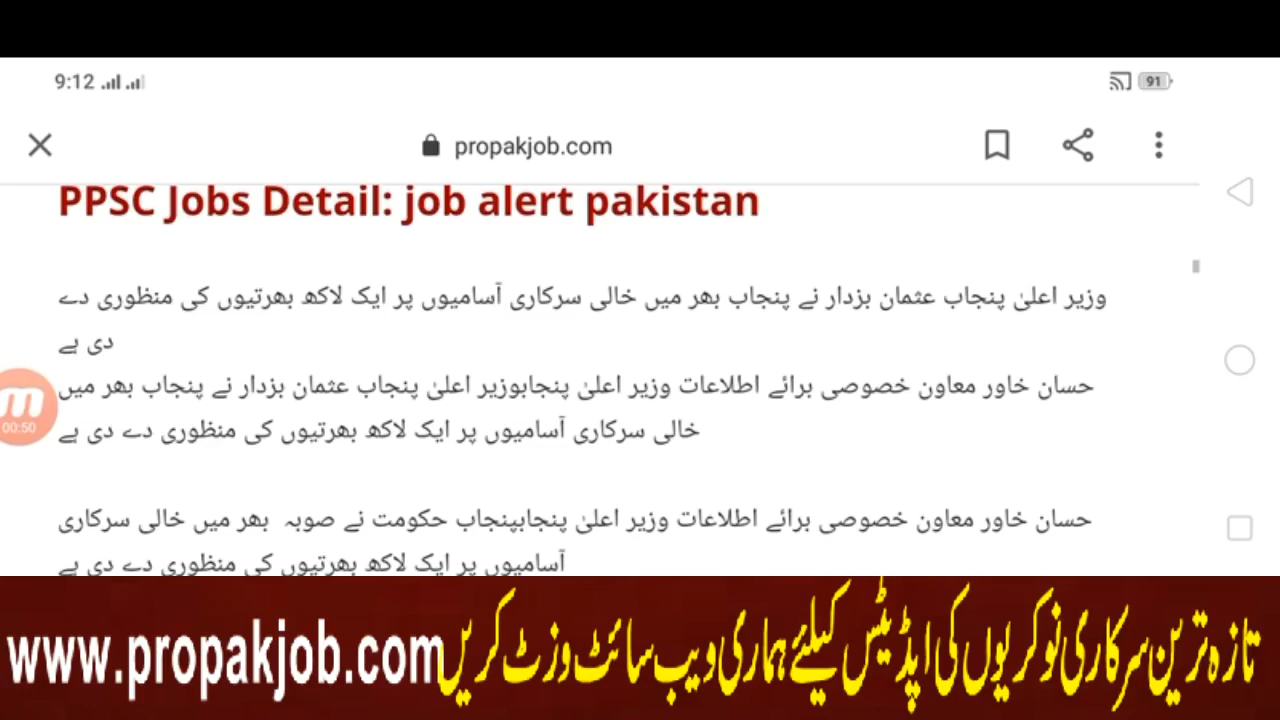 9:12
91
propakjob.com
PPSC Jobs Detail: job alert pakistan
وزیر اعلیٰ پنجاب عثمان بزدار نے پنجاب بھر میں خالی سرکاری آسامیوں پر ایک لاکھ بھرتیوں کی منظوری دے
دی ہے
حسان خاور معاون خصوصی برائے اطلاعات وزیر اعلیٰ پنجابوزیر اعلیٰ پنجاب عثمان بزدار نے پنجاب بھر میں
خالی سرکاری آسامیوں پر ایک لاکھ بھرتیوں کی منظوری دے دی ہے
00:50
حسان خاور معاون خصوصی برائے اطلاعات وزیر اعلیٰ پنجابپنجاب حکومت نے صوبہ بھر میں خالی سرکاری
آسامیوں پر ایک لاکھ بھرتیوں کی منظوری دے دی ہے
تازہ ترین سرکاری نوکریوں کی اپڈیٹس کیلئے ہماری ویب سائٹ وزٹ کریں www.propakjob.com